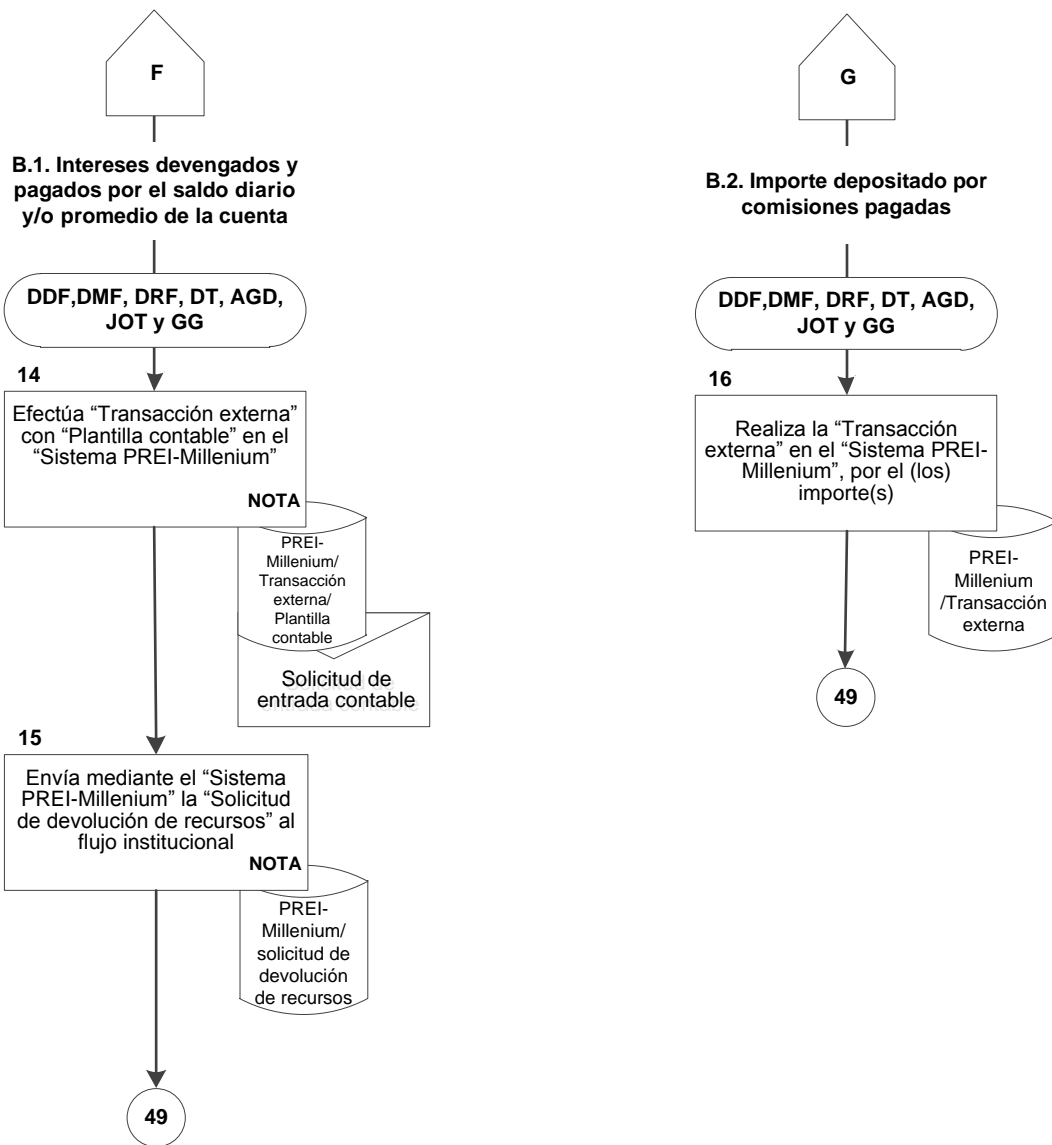 F
B.1. Intereses devengados y
pagados por el saldo diario
y/o promedio de la cuenta
DDF,DMF, DRF, DT, AGD,
JOT y GG
14
Efectúa “Transacción externa”
con “Plantilla contable” en el
“Sistema PREI-Millenium”
NOTA
PREI-
Millenium/
Transacción
externa/
Plantilla
contable
Solicitud de
entrada contable
15
Envía mediante el “Sistema
PREI-Millenium” la “Solicitud
de devolución de recursos” al
flujo institucional
NOTA
PREI-
Millenium/
solicitud de
devolución
de recursos
49
G
B.2. Importe depositado por
comisiones pagadas
DDF,DMF, DRF, DT, AGD,
JOT y GG
16
Realiza la “Transacción
externa” en el “Sistema PREI-
Millenium”, por el (los)
importe(s)
PREI-
Millenium
/Transacción
externa
49